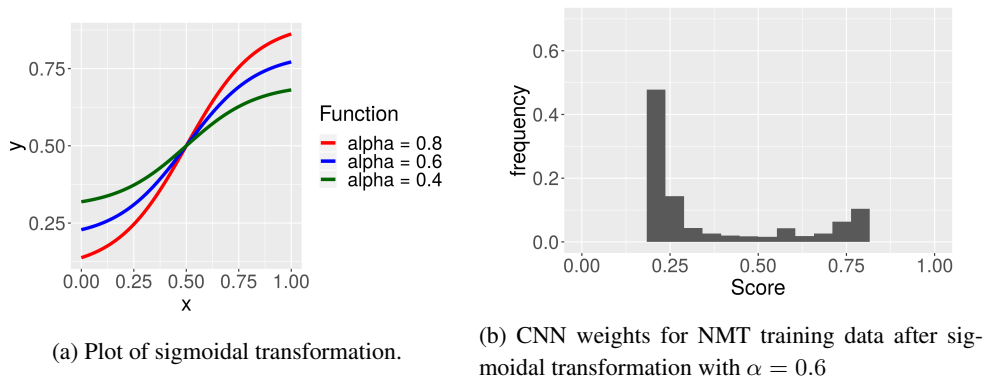 0.75
0.50
0.25
y
0.00 0.25 0.50 0.75 1.00
x
Function
alpha = 0.8
alpha = 0.6
alpha = 0.4
(a) Plot of sigmoidal transformation.
0.6
0.4
0.2
0.0
frequency
0.00 0.25 0.50 0.75 1.00
Score
(b) CNN weights for NMT training data after sig-
moidal transformation with α = 0.6